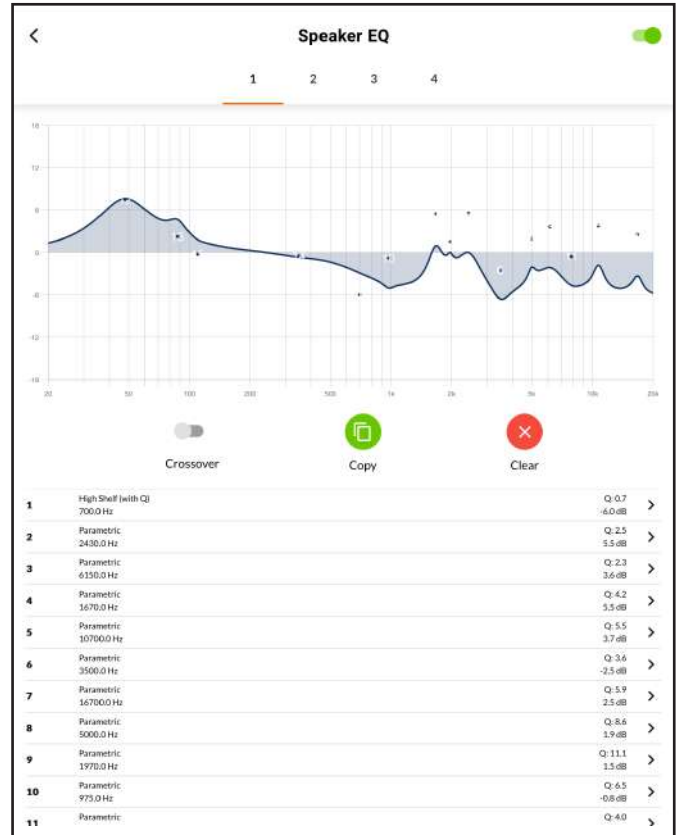 Speaker EQ
1 2 3 4
18
12
6
0
-6
-12
-18
20 50 100 200 500 1k 2k 5k 10k 20k
Crossover Copy Clear
1 High Shelf (with Q) Q: 0.7
700.0 Hz -6.0 dB
2 Parametric Q: 2.5
2430.0 Hz 5.5 dB
3 Parametric Q: 2.3
6150.0 Hz 3.6 dB
4 Parametric Q: 4.2
1670.0 Hz 5.5 dB
5 Parametric Q: 5.5
10700.0 Hz 3.7 dB
6 Parametric Q: 3.6
3500.0 Hz -2.5 dB
7 Parametric Q: 5.9
16700.0 Hz 2.5 dB
8 Parametric Q: 8.6
5000.0 Hz 1.9 dB
9 Parametric Q: 11.1
1970.0 Hz 1.5 dB
10 Parametric Q: 6.5
975.0 Hz -0.8 dB
11 Parametric Q: 4.0